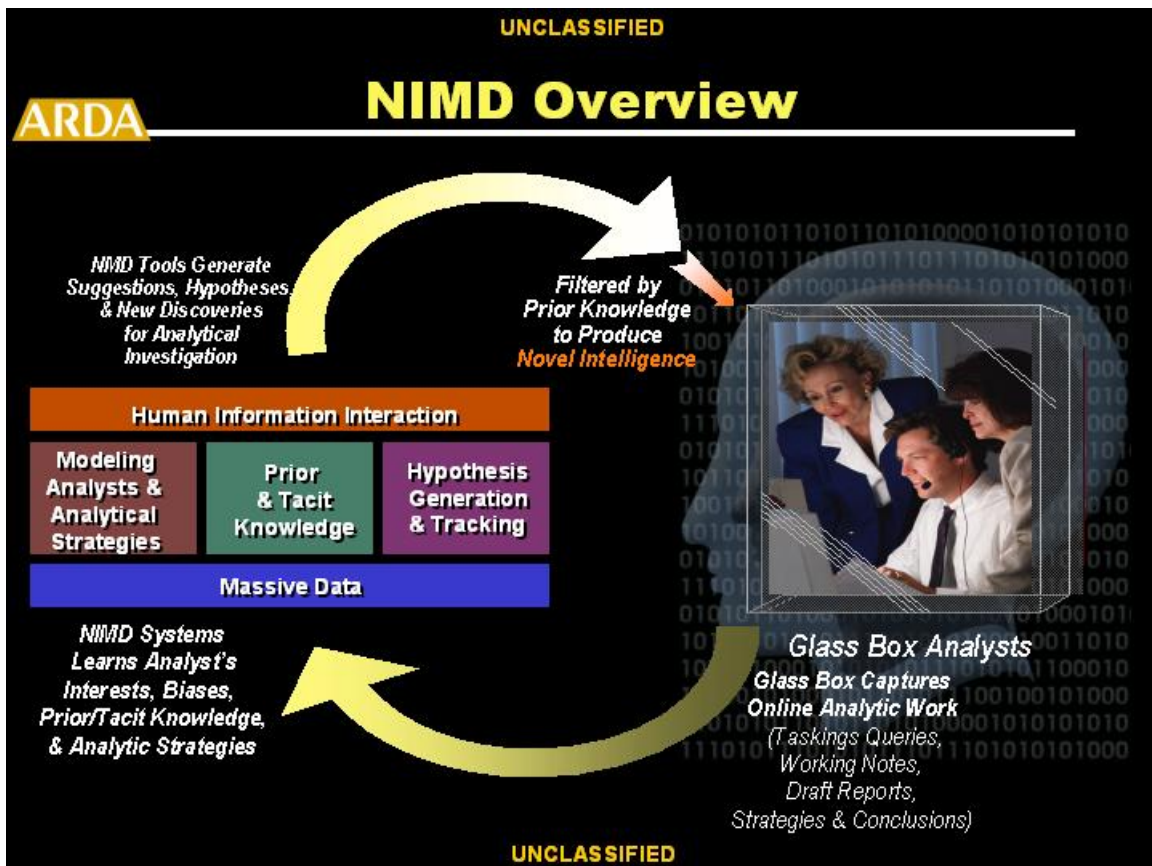 UNCLASSIFIED
NIMD Overview
ARDA
NMD Tools Generate
Suggestions, Hypotheses,
& New Discoveries
for Analytical
Investigation
Filtered by
Prior Knowledge
to Produce
Novel Intelligence
Human Information Interaction
Modeling
Analysts &
Analytical
Strategies
Prior
& Tacit
Knowledge
Hypothesis
Generation
& Tracking
Massive Data
NIMD Systems
Learns Analyst's
Interests, Biases,
Prior/Tacit Knowledge,
& Analytic Strategies
Glass Box Analysts
Glass Box Captures
Online Analytic Work
(Taskings Queries,
Working Notes,
Draft Reports,
Strategies & Conclusions)
UNCLASSIFIED